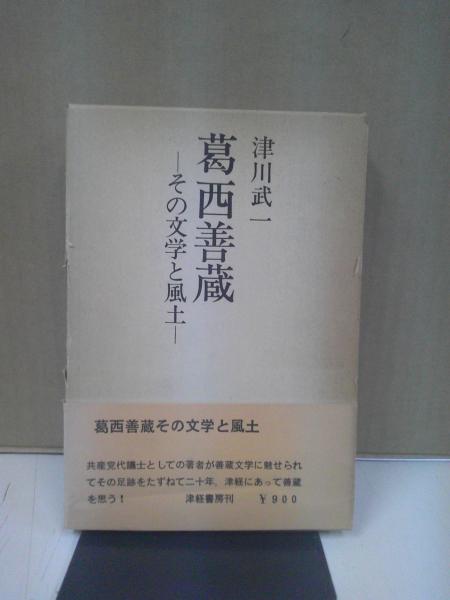 津川武一
葛西善蔵
―その文学と風土―
葛西善蔵その文学と風土
共産党代議士としての著者が善蔵文学に魅せられ
てその足跡をたずねて二十年、津軽にあって善蔵
を思う！ 津軽書房刊 ￥900